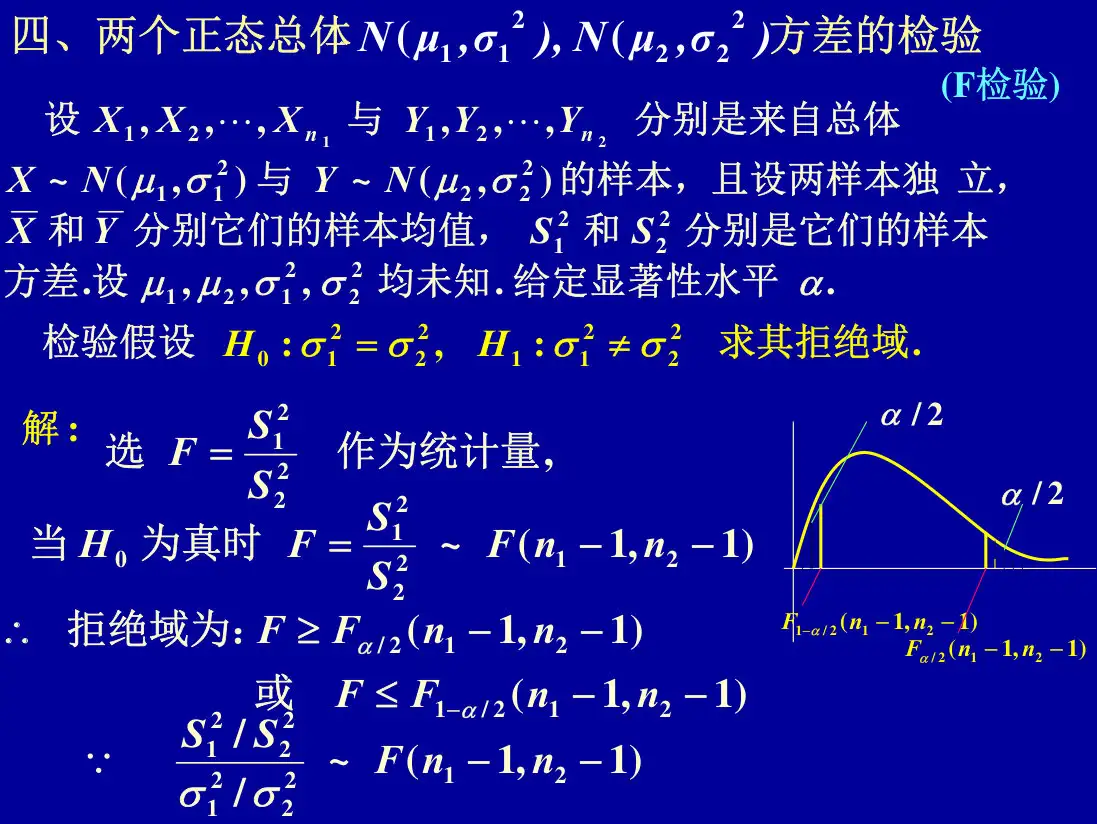 四、两个正态总体 N(μ₁,σ₁²), N(μ₂,σ₂²)方差的检验
(F检验)
设 X₁,X₂,⋯,Xₙ₁ 与 Y₁,Y₂,⋯,Yₙ₂ 分别是来自总体
X ~ N(μ₁,σ₁²) 与 Y ~ N(μ₂,σ₂²) 的样本，且设两样本独 立，
X̅ 和 Y̅ 分别它们的样本均值， S₁² 和 S₂² 分别是它们的样本
方差.设 μ₁,μ₂,σ₁²,σ₂² 均未知.给定显著性水平 α.
检验假设 H₀:σ₁² = σ₂², H₁:σ₁² ≠ σ₂² 求其拒绝域.
解: 选 F = S₁² / S₂² 作为统计量,
当 H₀ 为真时 F = S₁² / S₂² ~ F(n₁ − 1, n₂ − 1)
∴ 拒绝域为: F ≥ F_{α/2}(n₁ − 1, n₂ − 1)
或 F ≤ F_{1−α/2}(n₁ − 1, n₂ − 1)
∵ (S₁² / S₂²) / (σ₁² / σ₂²) ~ F(n₁ − 1, n₂ − 1)
α / 2
α / 2
F_{1−α/2}(n₁ − 1, n₂ − 1)
F_{α/2}(n₁ − 1, n₂ − 1)